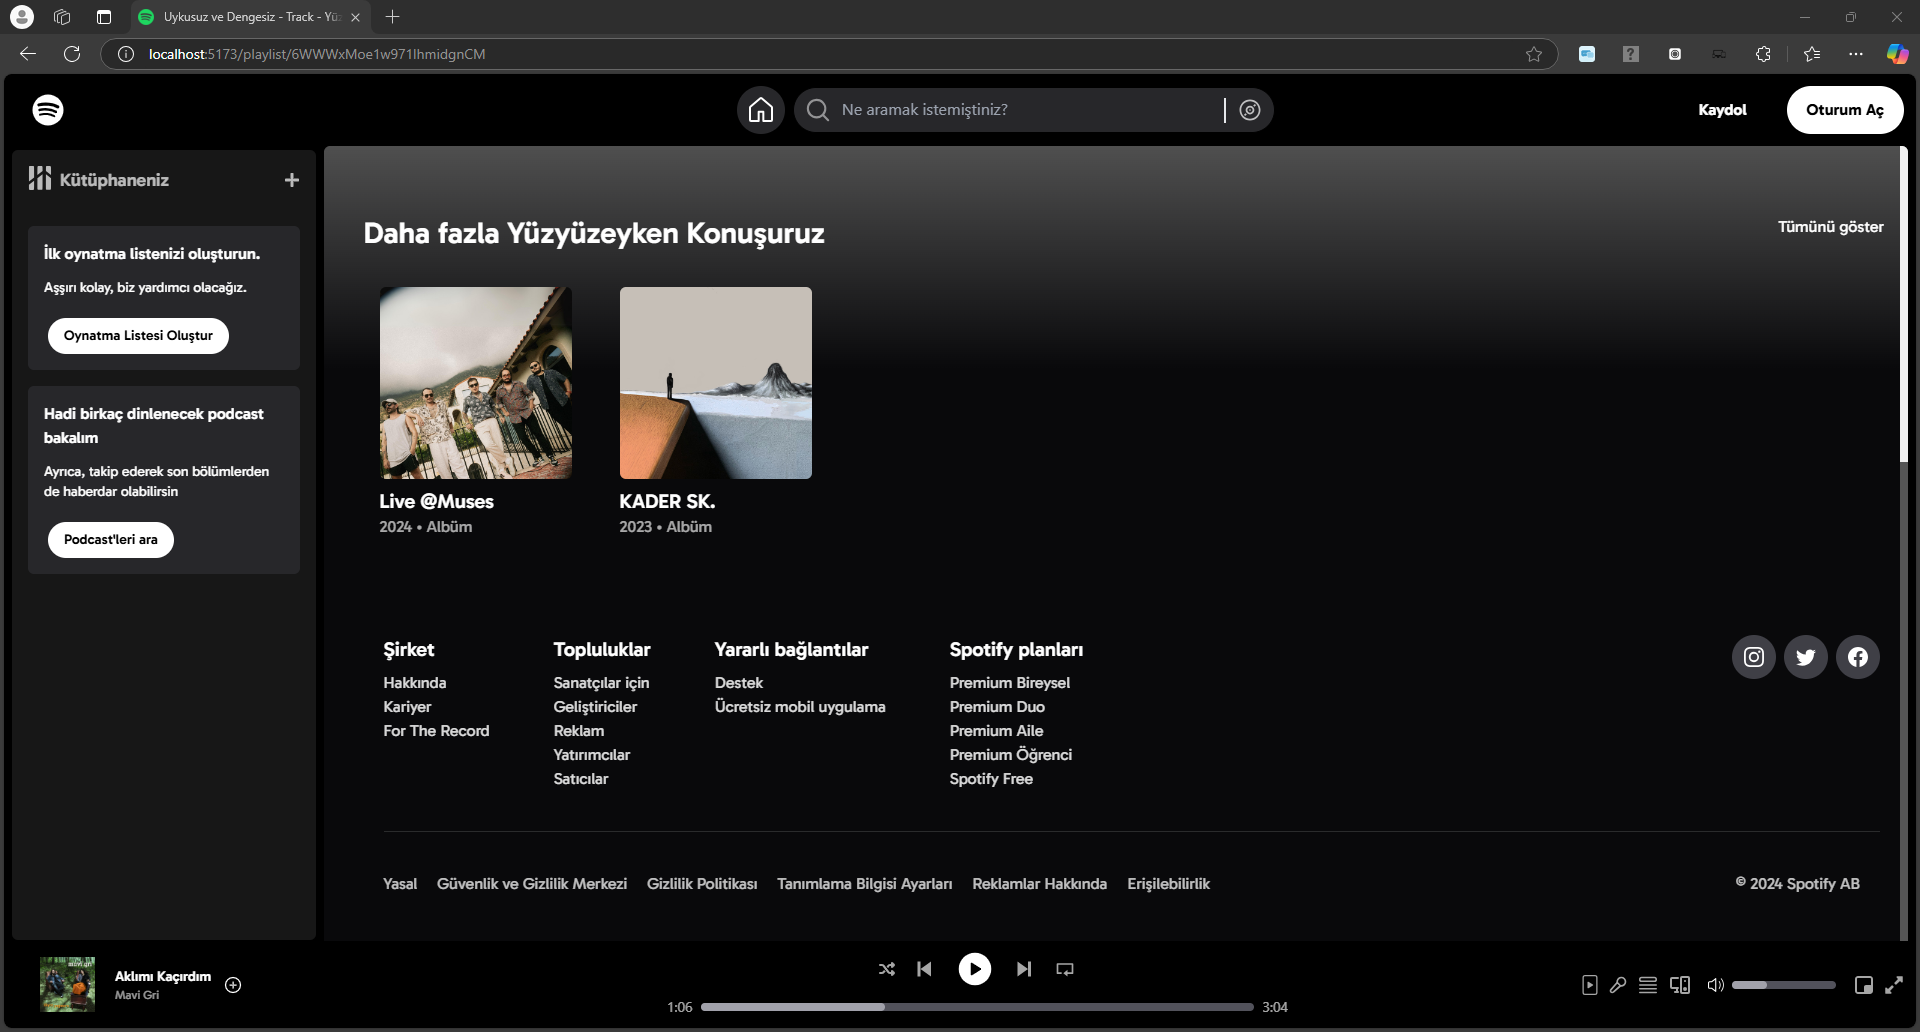 Uykusuz ve Dengesiz - Track - Yüz
localhost:5173/playlist/6WWWxMoe1w971lhmidgnCM
Ne aramak istemiştiniz?
Kaydol
Oturum Aç
Kütüphaneniz
İlk oynatma listenizi oluşturun.
Aşşırı kolay, biz yardımcı olacağız.
Oynatma Listesi Oluştur
Hadi birkaç dinlenecek podcast
bakalım
Ayrıca, takip ederek son bölümlerden
de haberdar olabilirsin
Podcast'leri ara
Daha fazla Yüzyüzeyken Konuşuruz
Tümünü göster
Live @Muses
2024 • Albüm
KADER SK.
2023 • Albüm
Şirket
Hakkında
Kariyer
For The Record
Topluluklar
Sanatçılar için
Geliştiriciler
Reklam
Yatırımcılar
Satıcılar
Yararlı bağlantılar
Destek
Ücretsiz mobil uygulama
Spotify planları
Premium Bireysel
Premium Duo
Premium Aile
Premium Öğrenci
Spotify Free
Yasal Güvenlik ve Gizlilik Merkezi Gizlilik Politikası Tanımlama Bilgisi Ayarları Reklamlar Hakkında Erişilebilirlik
© 2024 Spotify AB
Aklımı Kaçırdım
Mavi Gri
1:06
3:04